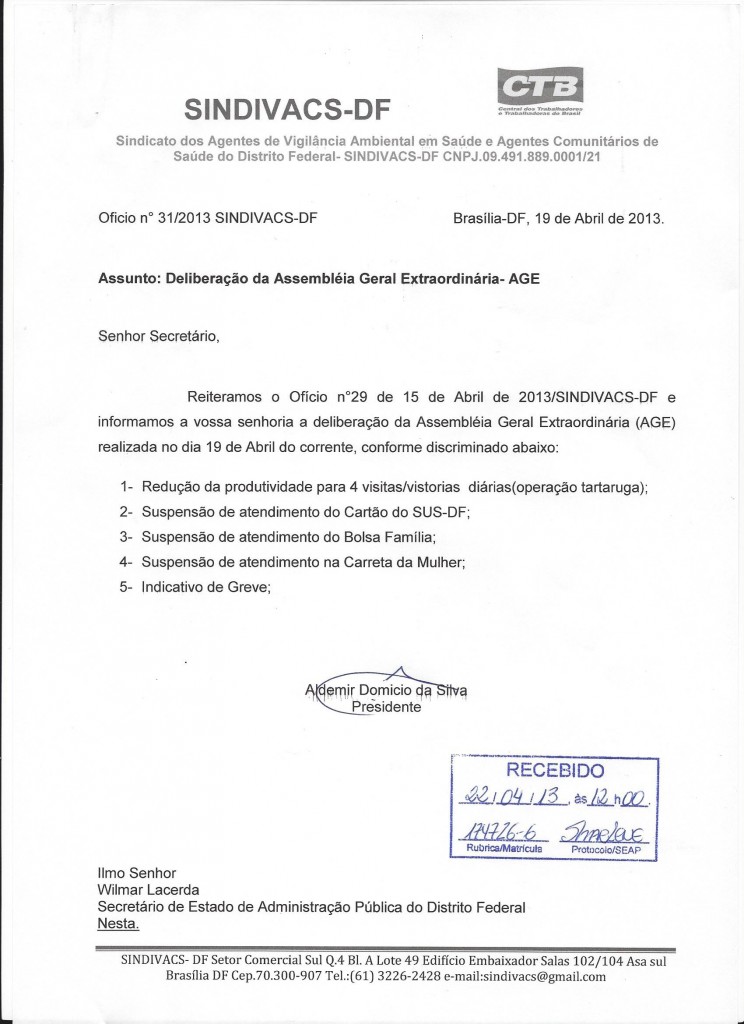 SINDIVACS-DF
CTB
Central dos Trabalhadores
e Trabalhadoras do Brasil
Sindicato dos Agentes de Vigilância Ambiental em Saúde e Agentes Comunitários de
Saúde do Distrito Federal- SINDIVACS-DF CNPJ.09.491.889.0001/21
Oficio n° 31/2013 SINDIVACS-DF Brasília-DF, 19 de Abril de 2013.
Assunto: Deliberação da Assembléia Geral Extraordinária- AGE
Senhor Secretário,
Reiteramos o Ofício n°29 de 15 de Abril de 2013/SINDIVACS-DF e
informamos a vossa senhoria a deliberação da Assembléia Geral Extraordinária (AGE)
realizada no dia 19 de Abril do corrente, conforme discriminado abaixo:
1- Redução da produtividade para 4 visitas/vistorias diárias(operação tartaruga);
2- Suspensão de atendimento do Cartão do SUS-DF;
3- Suspensão de atendimento do Bolsa Família;
4- Suspensão de atendimento na Carreta da Mulher;
5- Indicativo de Greve;
Aldemir Domicio da Silva
Presidente
RECEBIDO
22/04/13, às 12 h 00.
174726-6
Rubrica/Matrícula Protocolo/SEAP
Ilmo Senhor
Wilmar Lacerda
Secretário de Estado de Administração Pública do Distrito Federal
Nesta.
SINDIVACS- DF Setor Comercial Sul Q.4 Bl. A Lote 49 Edifício Embaixador Salas 102/104 Asa sul
Brasília DF Cep.70.300-907 Tel.:(61) 3226-2428 e-mail:sindivacs@gmail.com